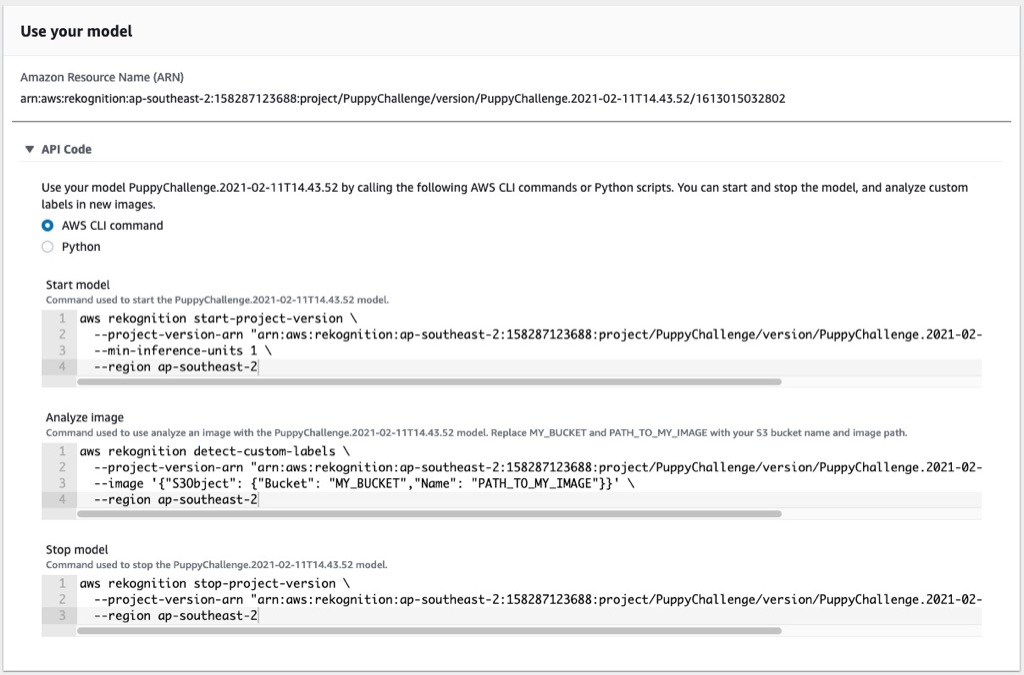 Use your model
Amazon Resource Name (ARN)
arn:aws:rekognition:ap-southeast-2:158287123688:project/PuppyChallenge/version/PuppyChallenge.2021-02-11T14.43.52/1613015032802
▼ API Code
Use your model PuppyChallenge.2021-02-11T14.43.52 by calling the following AWS CLI commands or Python scripts. You can start and stop the model, and analyze custom
labels in new images.
AWS CLI command
Python
Start model
Command used to start the PuppyChallenge.2021-02-11T14.43.52 model.
1 aws rekognition start-project-version \
2 --project-version-arn "arn:aws:rekognition:ap-southeast-2:158287123688:project/PuppyChallenge/version/PuppyChallenge.2021-02-
3 --min-inference-units 1 \
4 --region ap-southeast-2
Analyze image
Command used to use analyze an image with the PuppyChallenge.2021-02-11T14.43.52 model. Replace MY_BUCKET and PATH_TO_MY_IMAGE with your S3 bucket name and image path.
1 aws rekognition detect-custom-labels \
2 --project-version-arn "arn:aws:rekognition:ap-southeast-2:158287123688:project/PuppyChallenge/version/PuppyChallenge.2021-02-
3 --image '{"S3Object": {"Bucket": "MY_BUCKET","Name": "PATH_TO_MY_IMAGE"}}' \
4 --region ap-southeast-2
Stop model
Command used to stop the PuppyChallenge.2021-02-11T14.43.52 model.
1 aws rekognition stop-project-version \
2 --project-version-arn "arn:aws:rekognition:ap-southeast-2:158287123688:project/PuppyChallenge/version/PuppyChallenge.2021-02-
3 --region ap-southeast-2